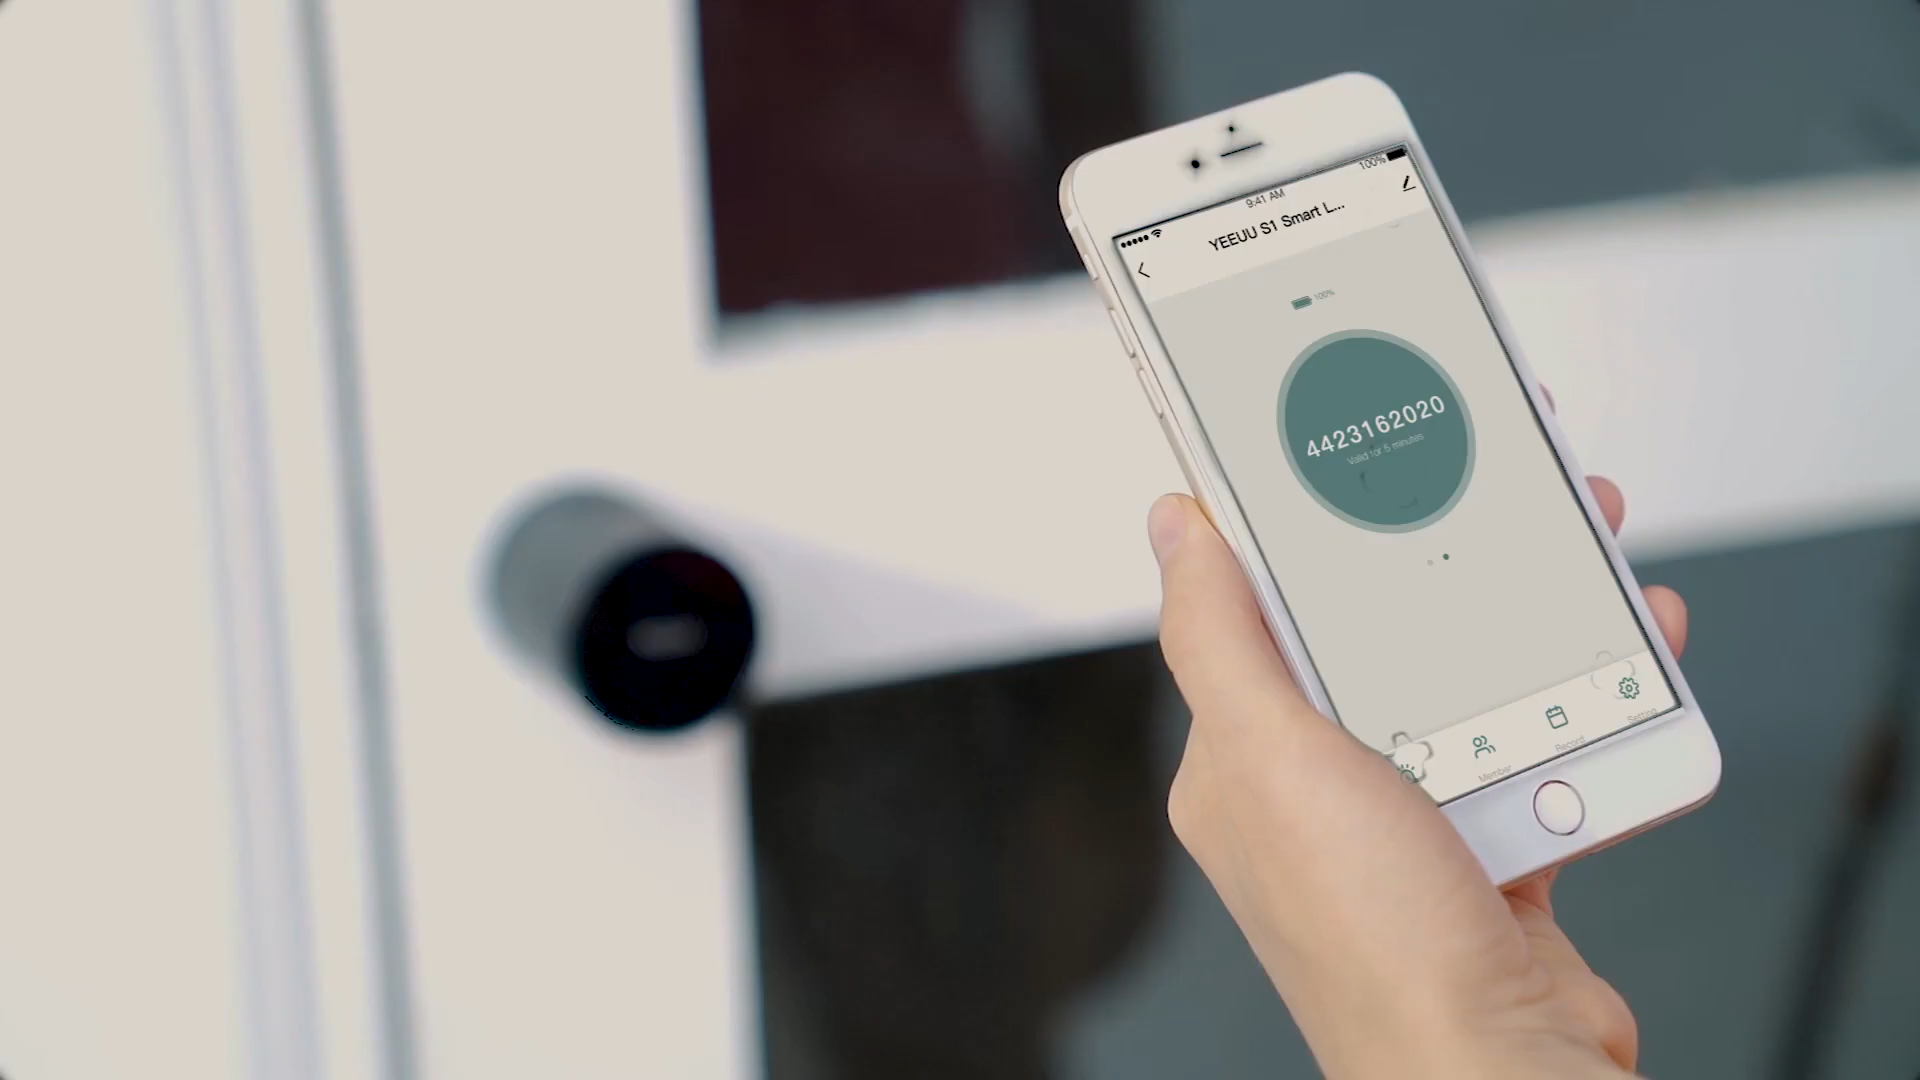 100%
9:41 AM
YEEUU S1 Smart L...
100%
4423162020
Valid for 5 minutes
Member
Record
Setting